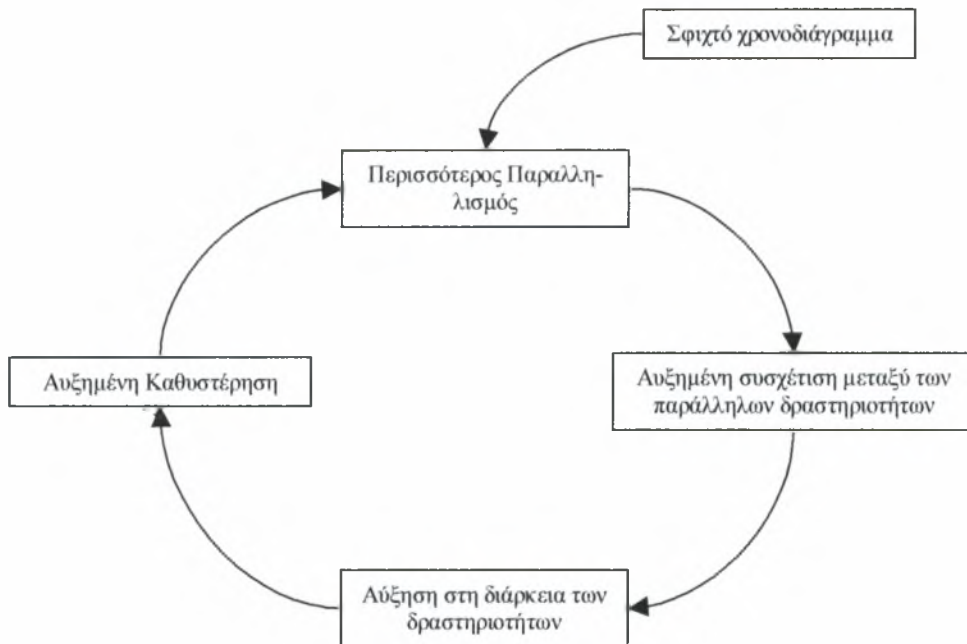 Σφιχτό χρονοδιάγραμμα
Περισσότερος Παραλλη-
λισμός
Αυξημένη Καθυστέρηση
Αυξημένη συσχέτιση μεταξύ των
παράλληλων δραστηριοτήτων
Αύξηση στη διάρκεια των
δραστηριοτήτων